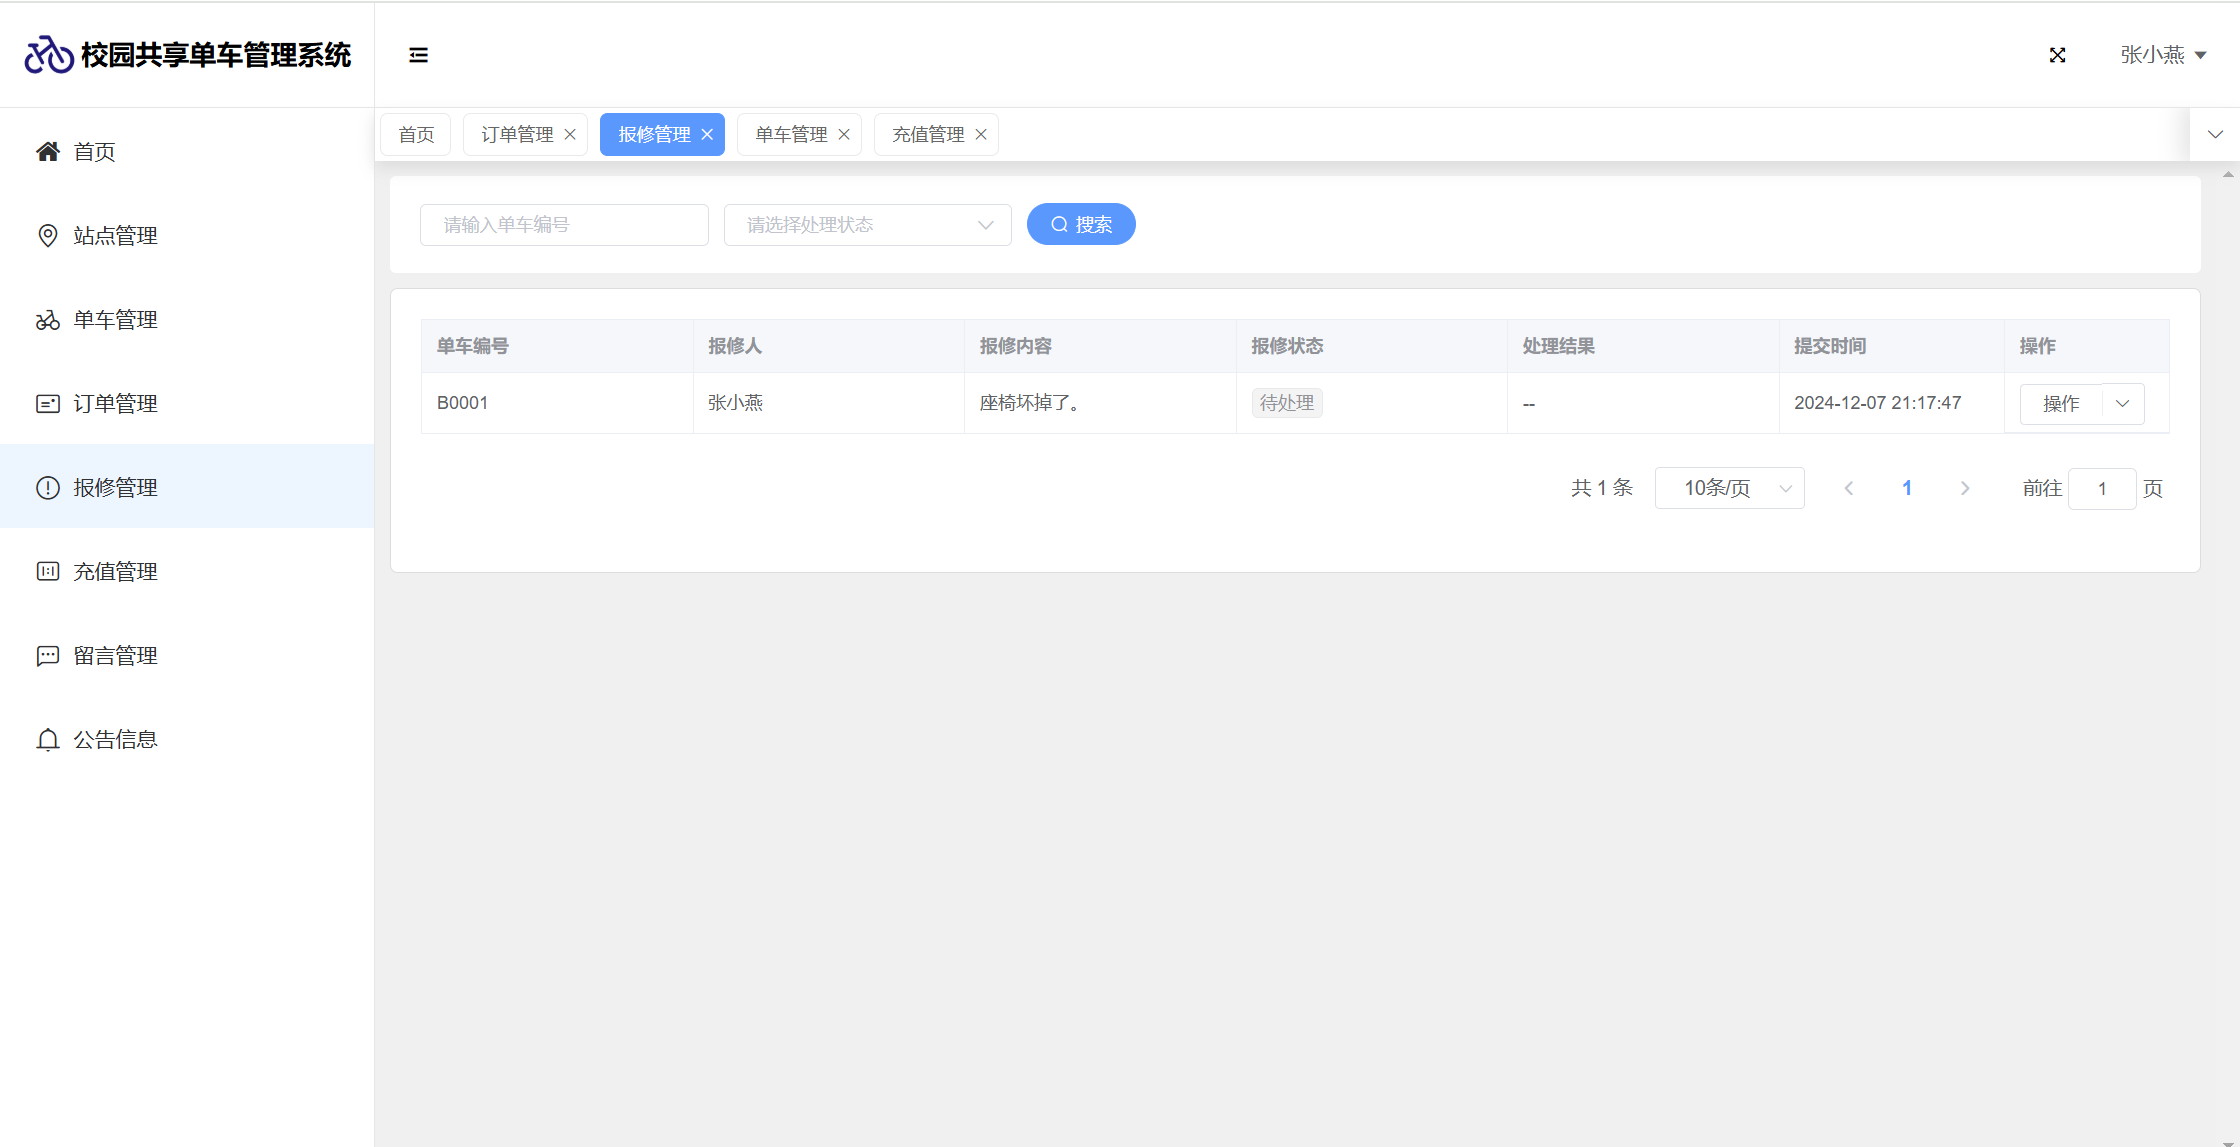 校园共享单车管理系统
张小燕
首页
站点管理
单车管理
订单管理
报修管理
充值管理
留言管理
公告信息
首页 订单管理 报修管理 单车管理 充值管理
请输入单车编号 请选择处理状态 搜索
单车编号 报修人 报修内容 报修状态 处理结果 提交时间 操作
B0001 张小燕 座椅坏掉了。 待处理 -- 2024-12-07 21:17:47 操作
共 1 条 10条/页 1 前往 1 页